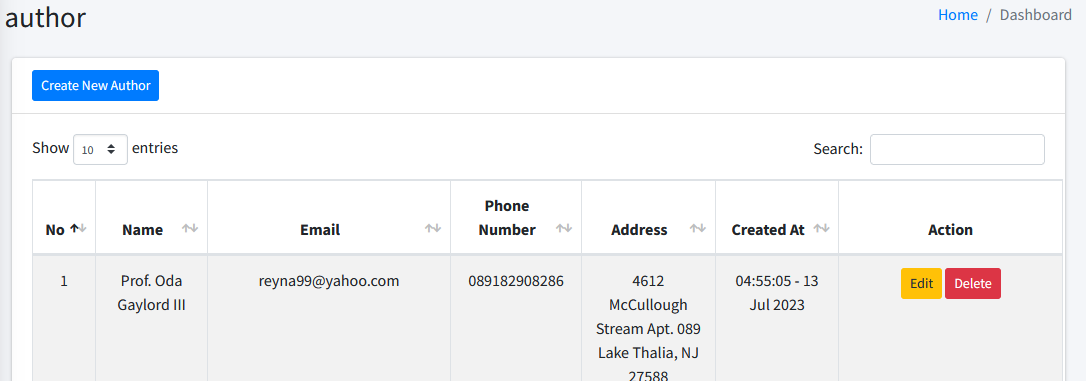 author
Home / Dashboard
Create New Author
Show 10 entries
Search:
No Name Email Phone Number Address Created At Action
1 Prof. Oda Gaylord III reyna99@yahoo.com 089182908286 4612 McCullough Stream Apt. 089 Lake Thalia, NJ 27588 04:55:05 - 13 Jul 2023 Edit Delete